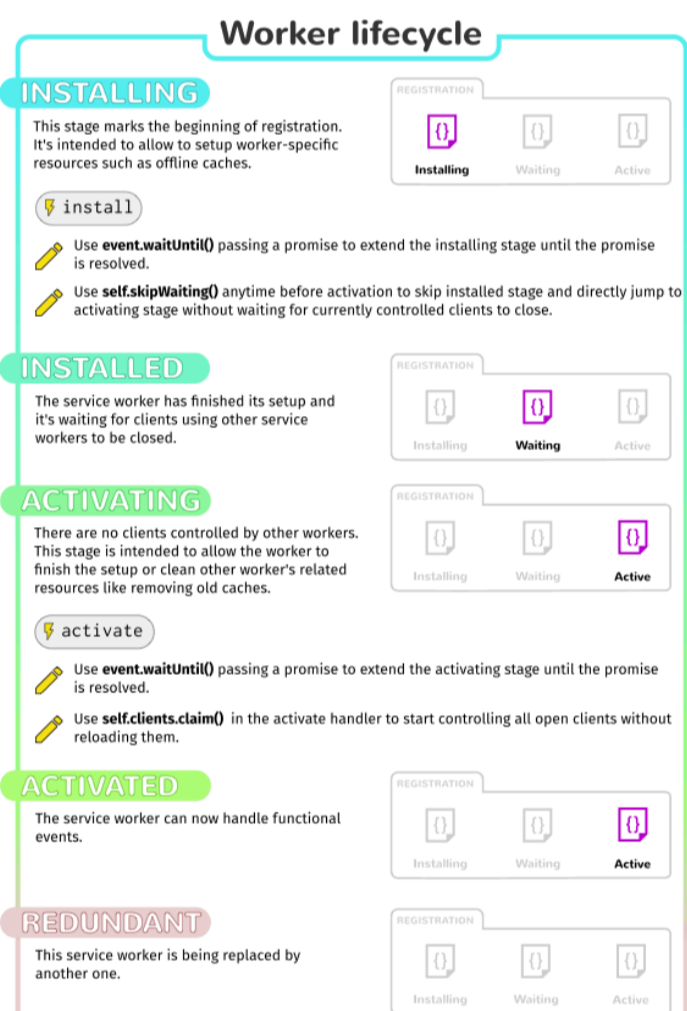 Worker lifecycle
INSTALLING
This stage marks the beginning of registration.
It's intended to allow to setup worker-specific
resources such as offline caches.
REGISTRATION
{} {} {}
Installing Waiting Active
install
Use event.waitUntil() passing a promise to extend the installing stage until the promise
is resolved.
Use self.skipWaiting() anytime before activation to skip installed stage and directly jump to
activating stage without waiting for currently controlled clients to close.
INSTALLED
The service worker has finished its setup and
it's waiting for clients using other service
workers to be closed.
REGISTRATION
{} {} {}
Installing Waiting Active
ACTIVATING
There are no clients controlled by other workers.
This stage is intended to allow the worker to
finish the setup or clean other worker's related
resources like removing old caches.
REGISTRATION
{} {} {}
Installing Waiting Active
activate
Use event.waitUntil() passing a promise to extend the activating stage until the promise
is resolved.
Use self.clients.claim() in the activate handler to start controlling all open clients without
reloading them.
ACTIVATED
The service worker can now handle functional
events.
REGISTRATION
{} {} {}
Installing Waiting Active
REDUNDANT
This service worker is being replaced by
another one.
REGISTRATION
{} {} {}
Installing Waiting Active